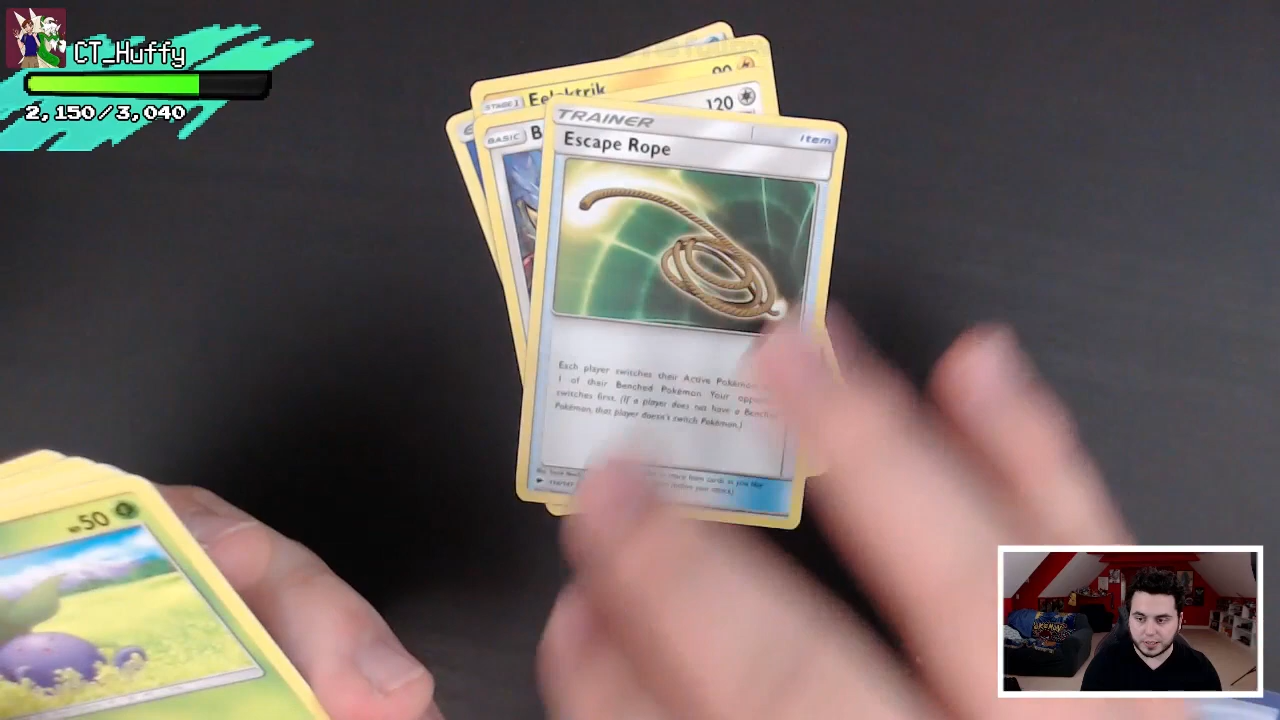 CT_Huffy
2,150/3,040
90
STAGE 1 Eelektrik
120
BASIC B
TRAINER
Item
Escape Rope
Each player switches their Active Pokémon
1 of their Benched Pokémon. Your
switches first. (If a player does not have a Benched
Pokémon, that player doesn't switch Pokémon.)
50
POKEMON